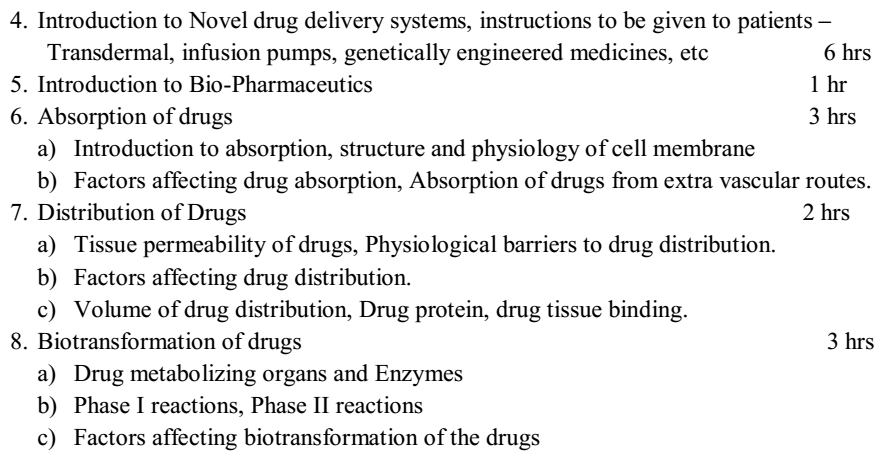 4. Introduction to Novel drug delivery systems, instructions to be given to patients –
Transdermal, infusion pumps, genetically engineered medicines, etc 6 hrs
5. Introduction to Bio-Pharmaceutics 1 hr
6. Absorption of drugs 3 hrs
a) Introduction to absorption, structure and physiology of cell membrane
b) Factors affecting drug absorption, Absorption of drugs from extra vascular routes.
7. Distribution of Drugs 2 hrs
a) Tissue permeability of drugs, Physiological barriers to drug distribution.
b) Factors affecting drug distribution.
c) Volume of drug distribution, Drug protein, drug tissue binding.
8. Biotransformation of drugs 3 hrs
a) Drug metabolizing organs and Enzymes
b) Phase I reactions, Phase II reactions
c) Factors affecting biotransformation of the drugs